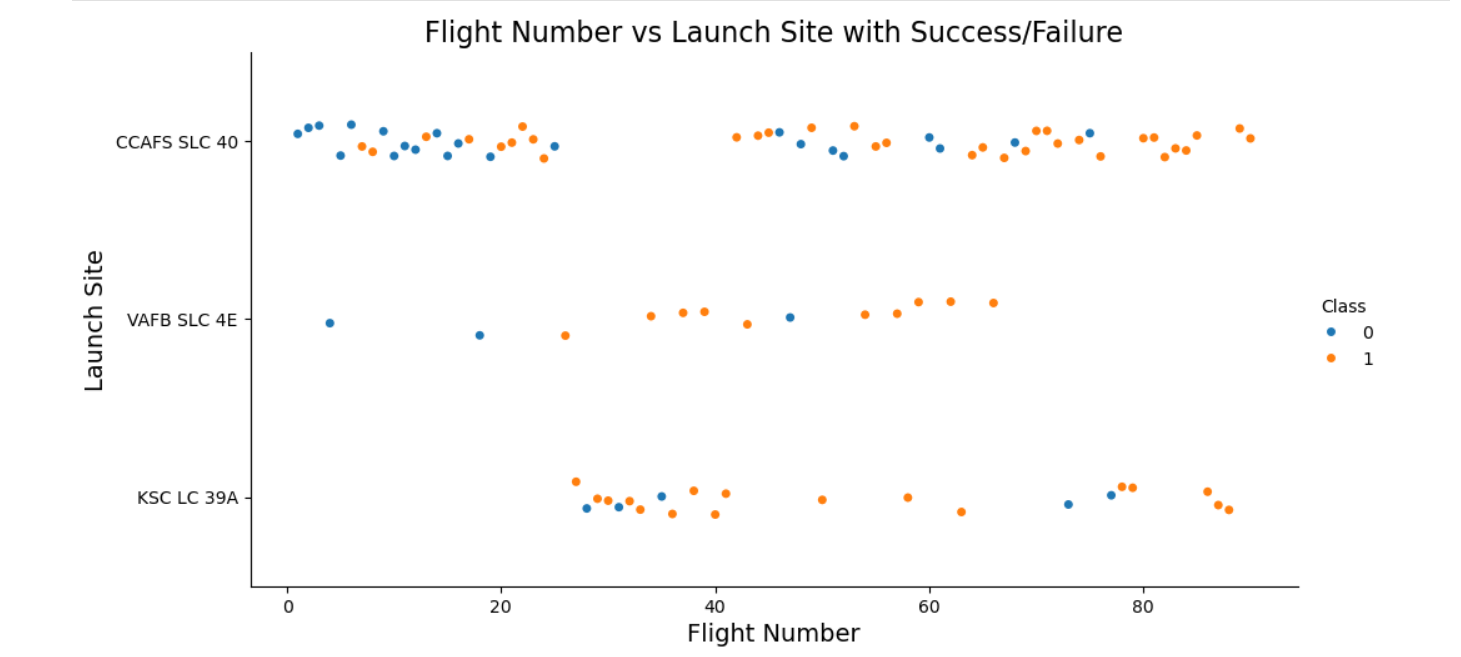 Flight Number vs Launch Site with Success/Failure
CCAFS SLC 40
VAFB SLC 4E
KSC LC 39A
Launch Site
0 20 40 60 80
Flight Number
Class
0
1